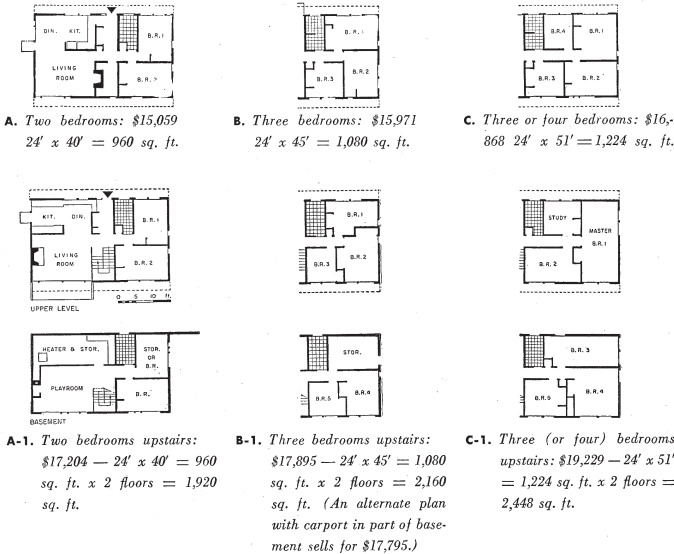 DIN. KIT. B.R.1
LIVING
ROOM
B.R.2
A. Two bedrooms: $15,059
24' x 40' = 960 sq. ft.
B.R.1
B.R.3 B.R.2
B. Three bedrooms: $15,971
24' x 45' = 1,080 sq. ft.
B.R.4 B.R.1
B.R.3 B.R.2
C. Three or four bedrooms: $16,-
868 24' x 51' = 1,224 sq. ft.
KIT. DIN. B.R.1
LIVING
ROOM
B.R.2
0 5 10 ft.
UPPER LEVEL
B.R.1
B.R.3 B.R.2
STUDY
MASTER
B.R.1
B.R.2
HEATER & STOR.
STOR.
OR
B.R.
PLAYROOM
B.R.
BASEMENT
STOR.
B.R.5 B.R.4
B.R.3
B.R.5 B.R.4
A-1. Two bedrooms upstairs:
$17,204 — 24' x 40' = 960
sq. ft. x 2 floors = 1,920
sq. ft.
B-1. Three bedrooms upstairs:
$17,895 — 24' x 45' = 1,080
sq. ft. x 2 floors = 2,160
sq. ft. (An alternate plan
with carport in part of base-
ment sells for $17,795.)
C-1. Three (or four) bedrooms
upstairs: $19,229 — 24' x 51'
= 1,224 sq. ft. x 2 floors =
2,448 sq. ft.